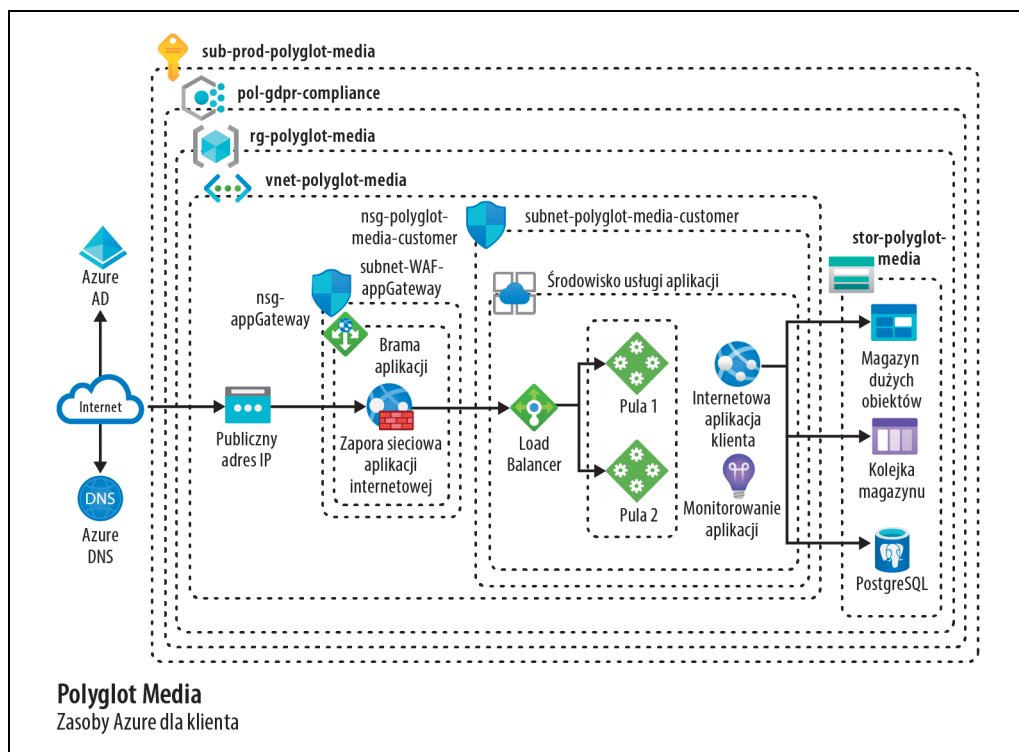 sub-prod-polyglot-media
pol-gdpr-compliance
rg-polyglot-media
vnet-polyglot-media
nsg-polyglot-
media-customer
subnet-polyglot-media-customer
subnet-WAF-
appGateway
nsg-
appGateway
stor-polyglot-
media
Środowisko usługi aplikacji
Azure
AD
Internet
DNS
Azure
DNS
Publiczny
adres IP
Brama
aplikacji
Zapora sieciowa
aplikacji
internetowej
Load
Balancer
Pula 1
Pula 2
Internetowa
aplikacja
klienta
Monitorowanie
aplikacji
Magazyn
dużych
obiektów
Kolejka
magazynu
PostgreSQL
Polyglot Media
Zasoby Azure dla klienta